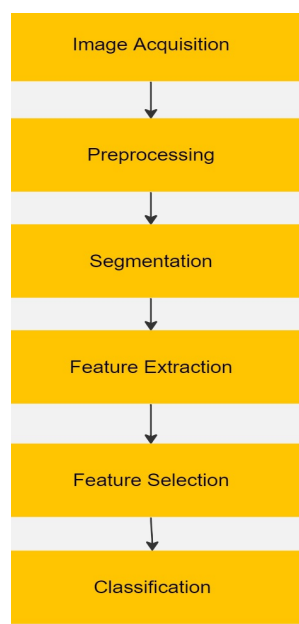 Image Acquisition
Preprocessing
Segmentation
Feature Extraction
Feature Selection
Classification